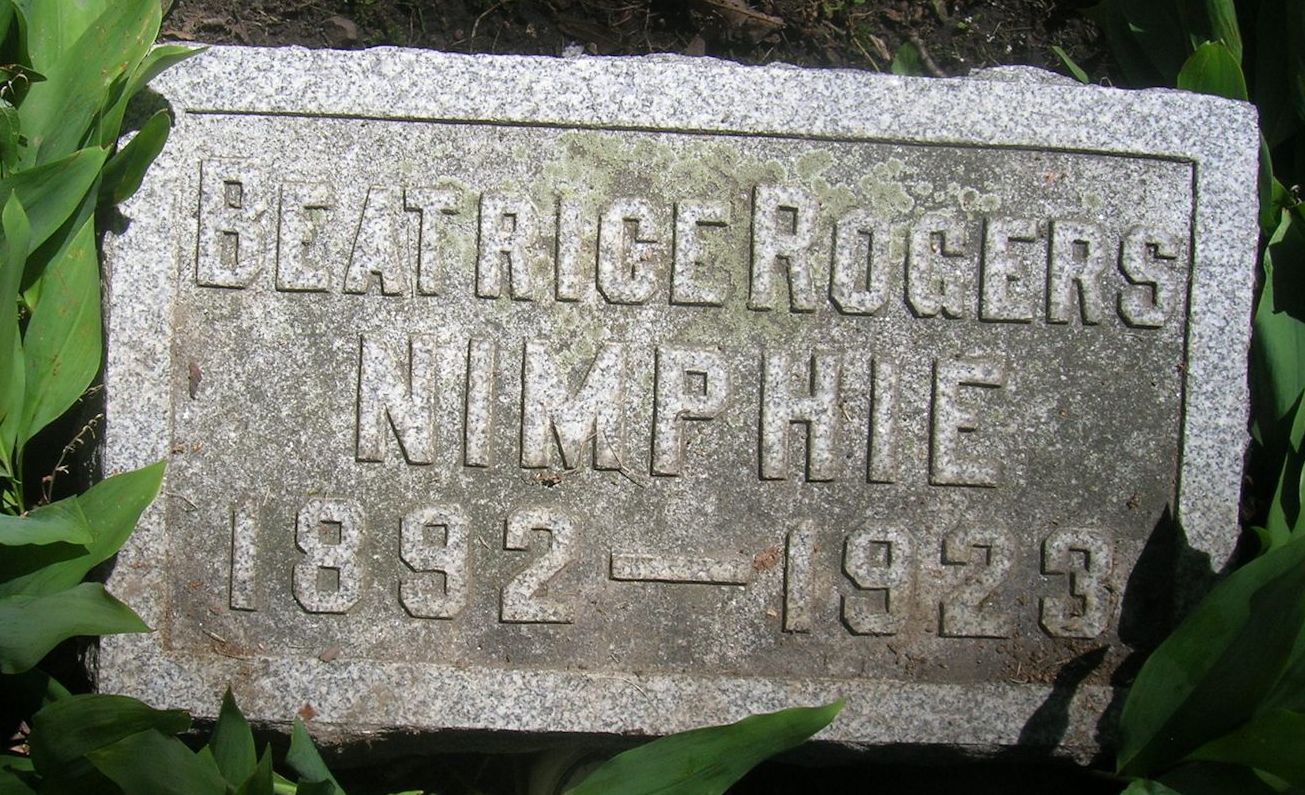 BEATRICE ROGERS
NIMPHIE
1892—1923